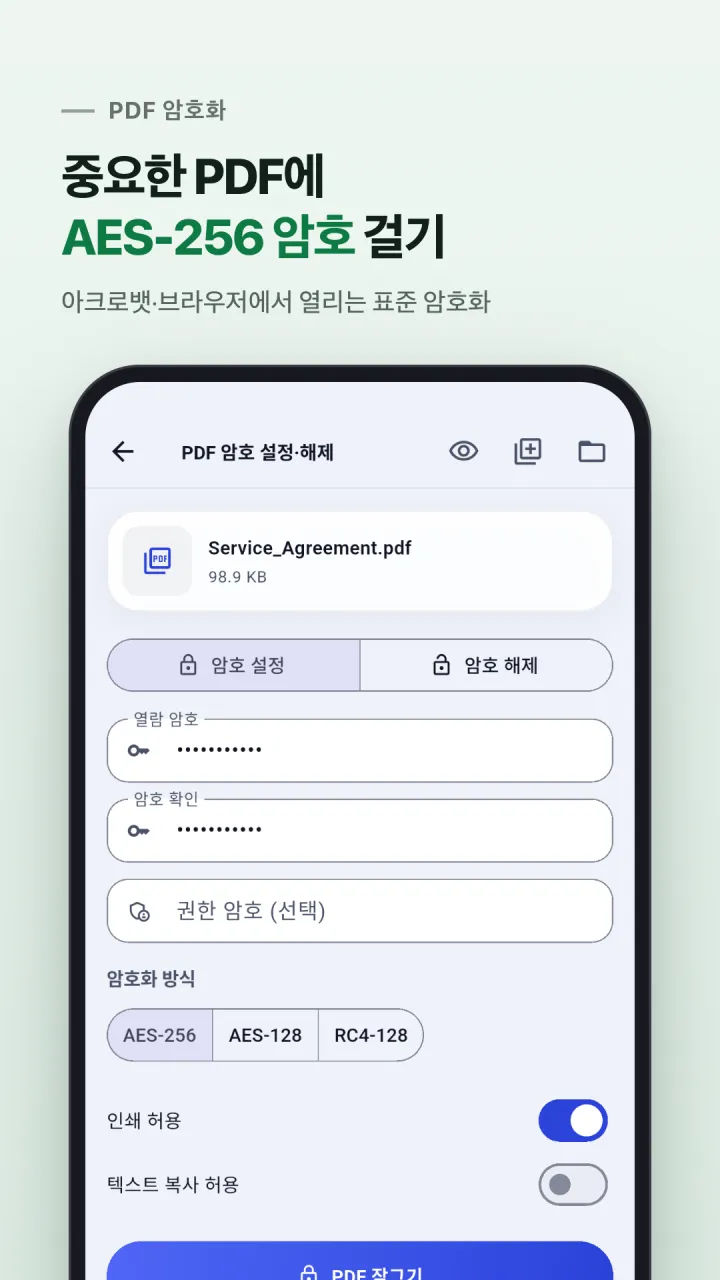 PDF 암호화
중요한 PDF에
AES-256 암호 걸기
아크로뱃·브라우저에서 열리는 표준 암호화
PDF 암호 설정·해제
PDF
Service_Agreement.pdf
98.9 KB
암호 설정
암호 해제
열람 암호
•••••••••••
암호 확인
•••••••••••
권한 암호 (선택)
암호화 방식
AES-256
AES-128
RC4-128
인쇄 허용
텍스트 복사 허용
PDF 잠그기